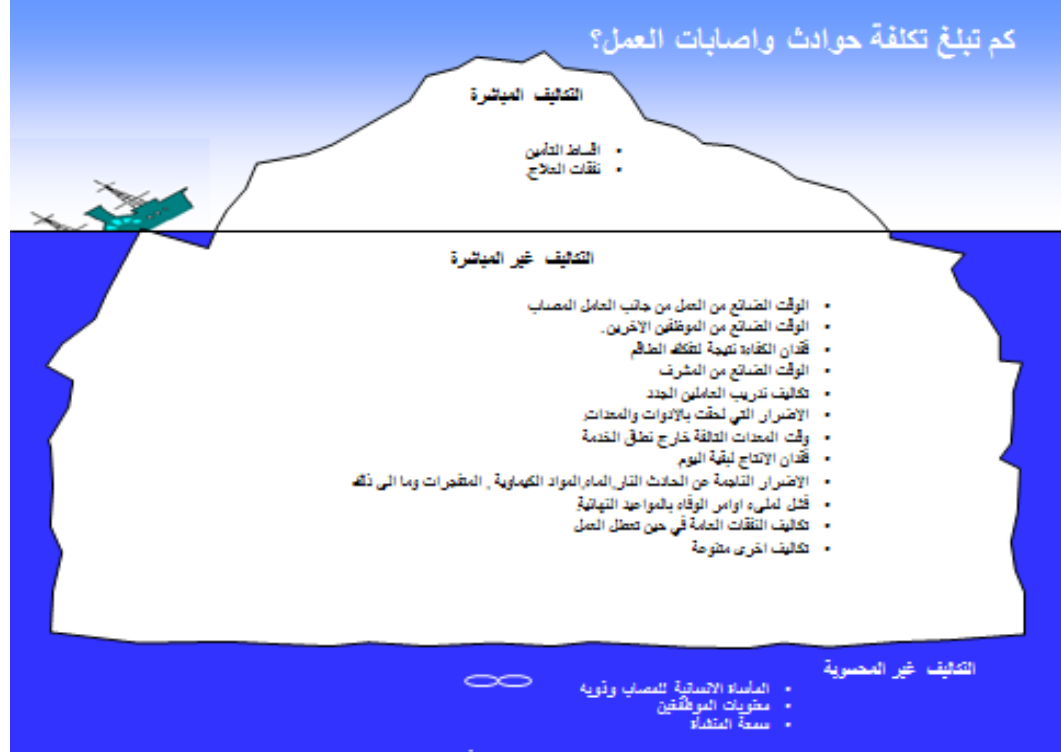 كم تبلغ تكلفة حوادث واصابات العمل؟
التكاليف المباشرة
• اقساط التأمين
• نفقات العلاج
التكاليف غير المباشرة
• الوقت الضائع من العمل من جانب العامل المصاب
• الوقت الضائع من الموظفين الاخرين.
• فقدان الكفاءة نتيجة لتفكك الطاقم
• الوقت الضائع من المشرف
• تكاليف تدريب العاملين الجدد
• الاضرار التي لحقت بالادوات والمعدات
• وقت المعدات التالفة خارج نطاق الخدمة
• فقدان الانتاج لبقية اليوم
• الاضرار الناجمة عن الحادث النار,الماء,المواد الكيماوية , المتفجرات وما الى ذلك
• فشل لمليء اوامر الوفاء بالمواعيد النهائية
• تكاليف النفقات العامة في حين تعطل العمل
• تكاليف اخرى متنوعة
التكاليف غير المحسوبة
• المأساة الانسانية للمصاب وذويه
• معنويات الموظفين
• سمعة المنشأة